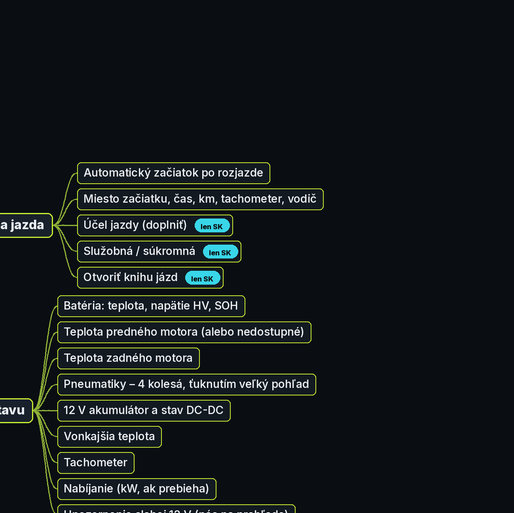 Automatický začiatok po rozjazde
Miesto začiatku, čas, km, tachometer, vodič
a jazda
Účel jazdy (doplniť) len SK
Služobná / súkromná len SK
Otvoriť knihu jázd len SK
Batéria: teplota, napätie HV, SOH
Teplota predného motora (alebo nedostupné)
Teplota zadného motora
Pneumatiky – 4 kolesá, ťuknutím veľký pohľad
tavu
12 V akumulátor a stav DC-DC
Vonkajšia teplota
Tachometer
Nabíjanie (kW, ak prebieha)